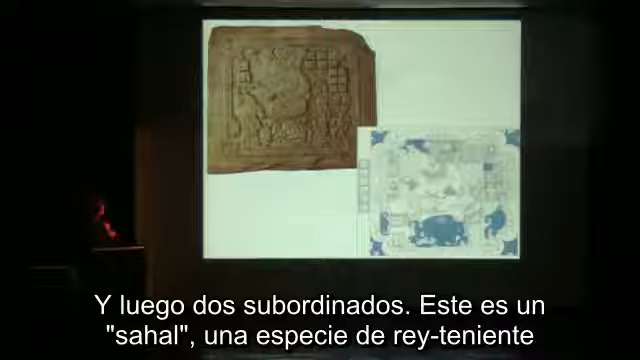 Y luego dos subordinados. Este es un
"sahal", una especie de rey-teniente